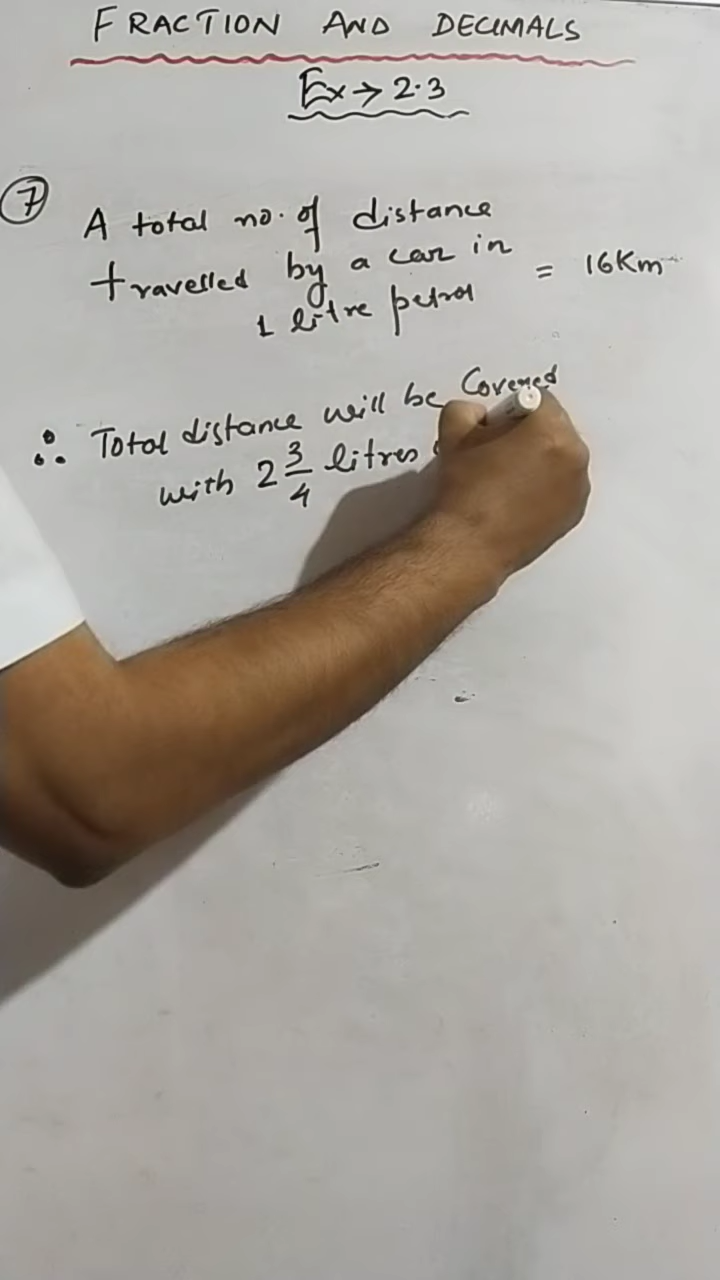 FRACTION AND DECIMALS
Ex → 2.3
7 A total no. of distance
travelled by a car in = 16Km
1 litre petrol
∴ Total distance will be Covered
with 2 3/4 litres